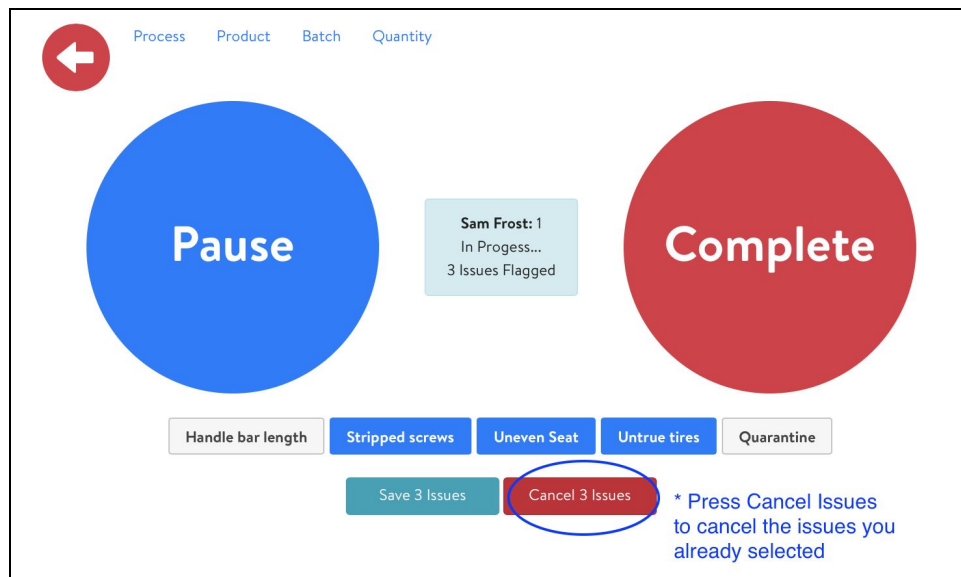 Process Product Batch Quantity
Pause
Sam Frost: 1
In Progess...
3 Issues Flagged
Complete
Handle bar length Stripped screws Uneven Seat Untrue tires Quarantine
Save 3 Issues Cancel 3 Issues
* Press Cancel Issues
to cancel the issues you
already selected